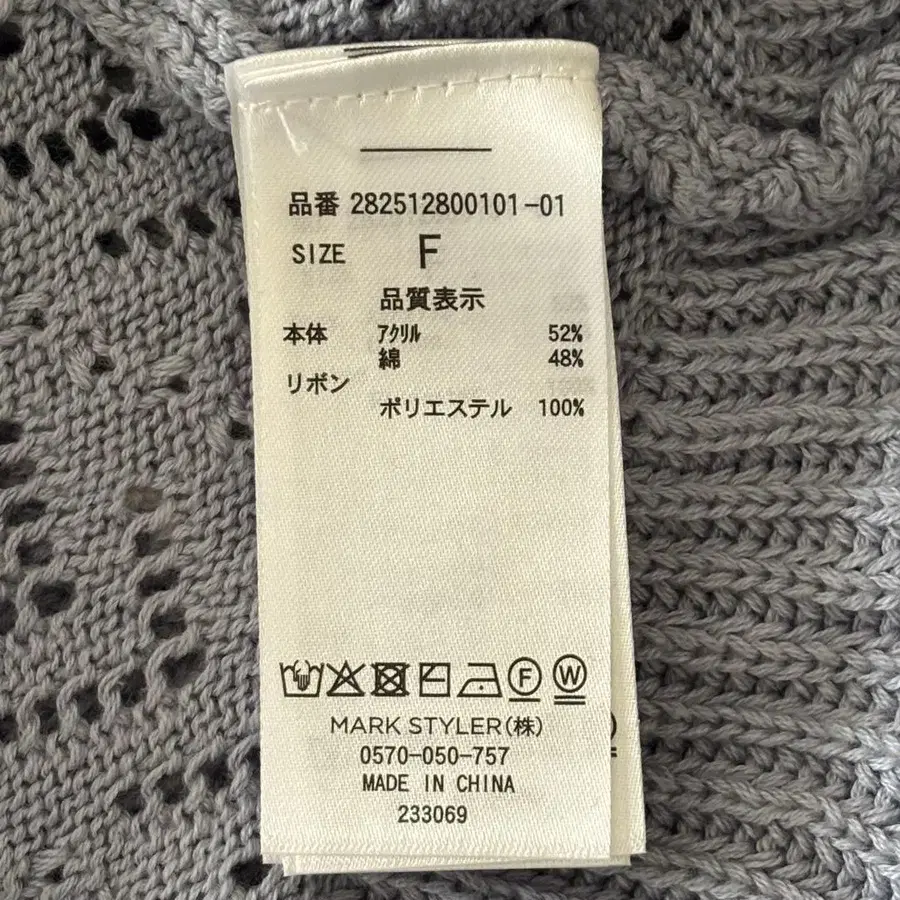 品番 282512800101-01
SIZE F
品質表示
本体 ｱｸﾘﾙ 52%
綿 48%
リボン
ポリエステル 100%
F W
MARK STYLER(株)
0570-050-757
MADE IN CHINA
233069